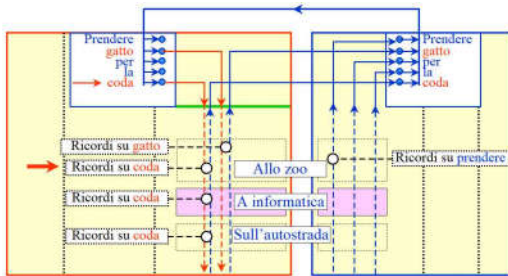 Prendere
gatto
per
la
coda
Prendere
gatto
per
la
coda
Ricordi su gatto
Ricordi su coda
Ricordi su coda
Ricordi su coda
Allo zoo
A informatica
Sull'autostrada
Ricordi su prendere